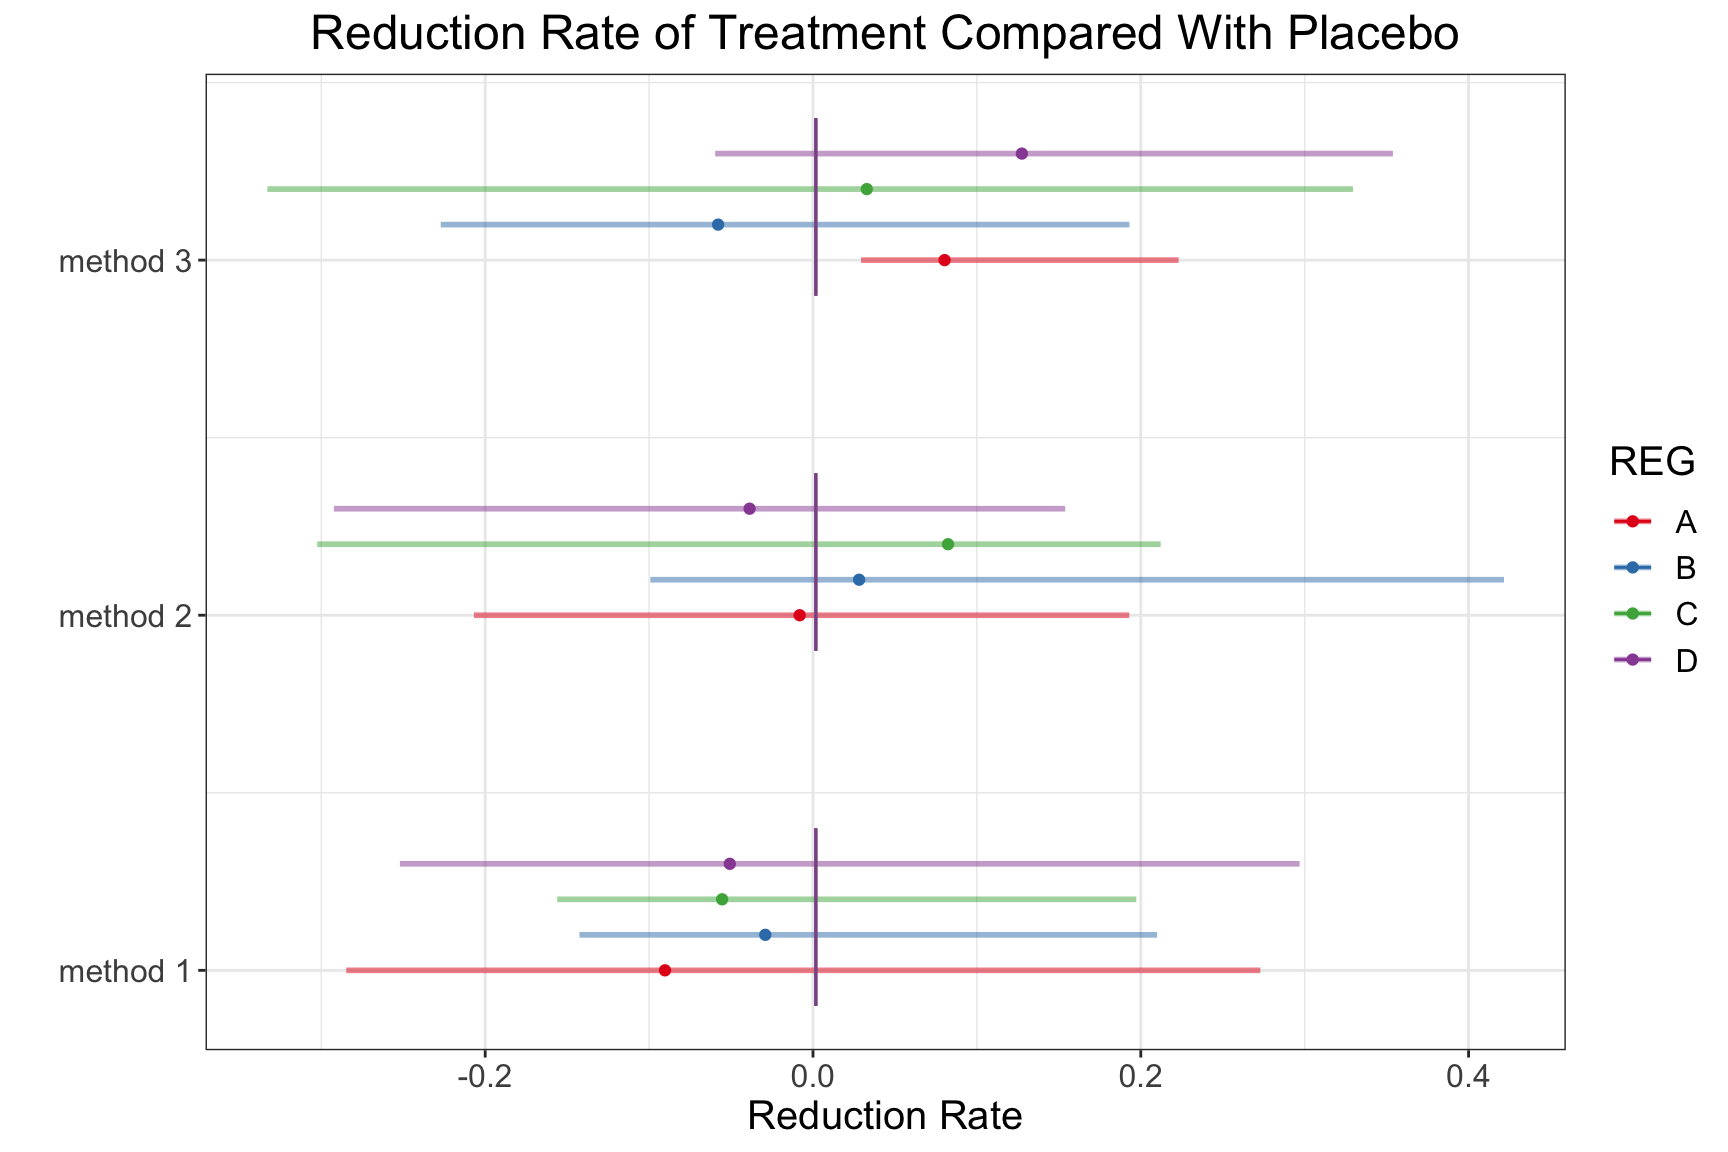 Reduction Rate of Treatment Compared With Placebo
method 3
method 2
method 1
-0.2
0.0
0.2
0.4
Reduction Rate
REG
A
B
C
D